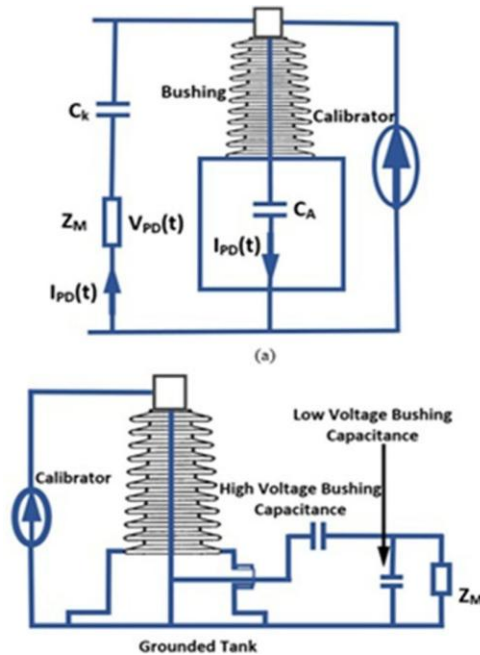 Bushing
Calibrator
Ck
CA
ZM VPD(t)
IPD(t)
IPD(t)
(a)
Low Voltage Bushing
Capacitance
Calibrator
High Voltage Bushing
Capacitance
ZM
Grounded Tank